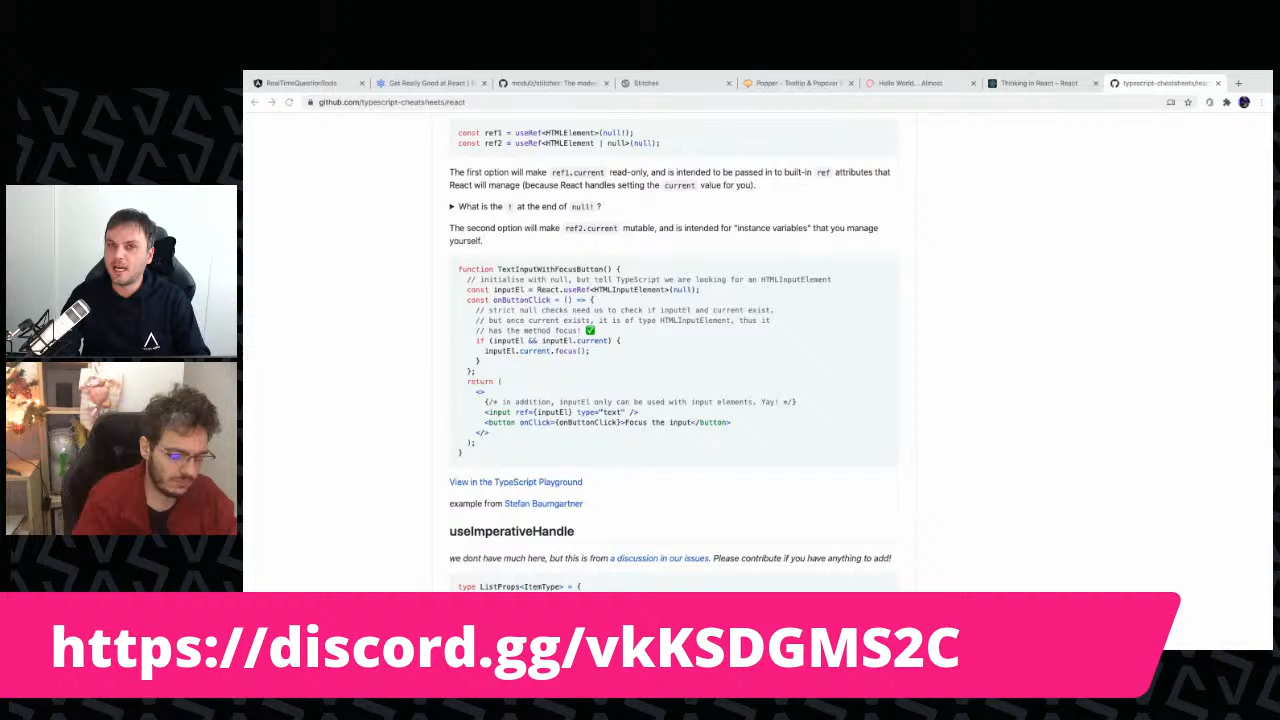 RealTimeQuestionTools
Get Really Good at React |
modulz/stitches: The moder
Stitches
Popper - Tooltip & Popover
Hello World... Almost
Thinking in React – React
typescript-cheatsheets/reac
github.com/typescript-cheatsheets/react
const ref1 = useRef<HTMLElement>(null!);
const ref2 = useRef<HTMLElement | null>(null);
The first option will make ref1.current read-only, and is intended to be passed in to built-in ref attributes that
React will manage (because React handles setting the current value for you).
What is the ! at the end of null! ?
The second option will make ref2.current mutable, and is intended for "instance variables" that you manage
yourself.
function TextInputWithFocusButton() {
// initialise with null, but tell TypeScript we are looking for an HTMLInputElement
const inputEl = React.useRef<HTMLInputElement>(null);
const onButtonClick = () => {
// strict null checks need us to check if inputEl and current exist.
// but once current exists, it is of type HTMLInputElement, thus it
// has the method focus! ✅
if (inputEl && inputEl.current) {
inputEl.current.focus();
}
};
return (
<>
{/* in addition, inputEl only can be used with input elements. Yay! */}
<input ref={inputEl} type="text" />
<button onClick={onButtonClick}>Focus the input</button>
</>
);
}
View in the TypeScript Playground
example from Stefan Baumgartner
useImperativeHandle
we dont have much here, but this is from a discussion in our issues. Please contribute if you have anything to add!
type ListProps<ItemType> = {
https://discord.gg/vkKSDGMS2C